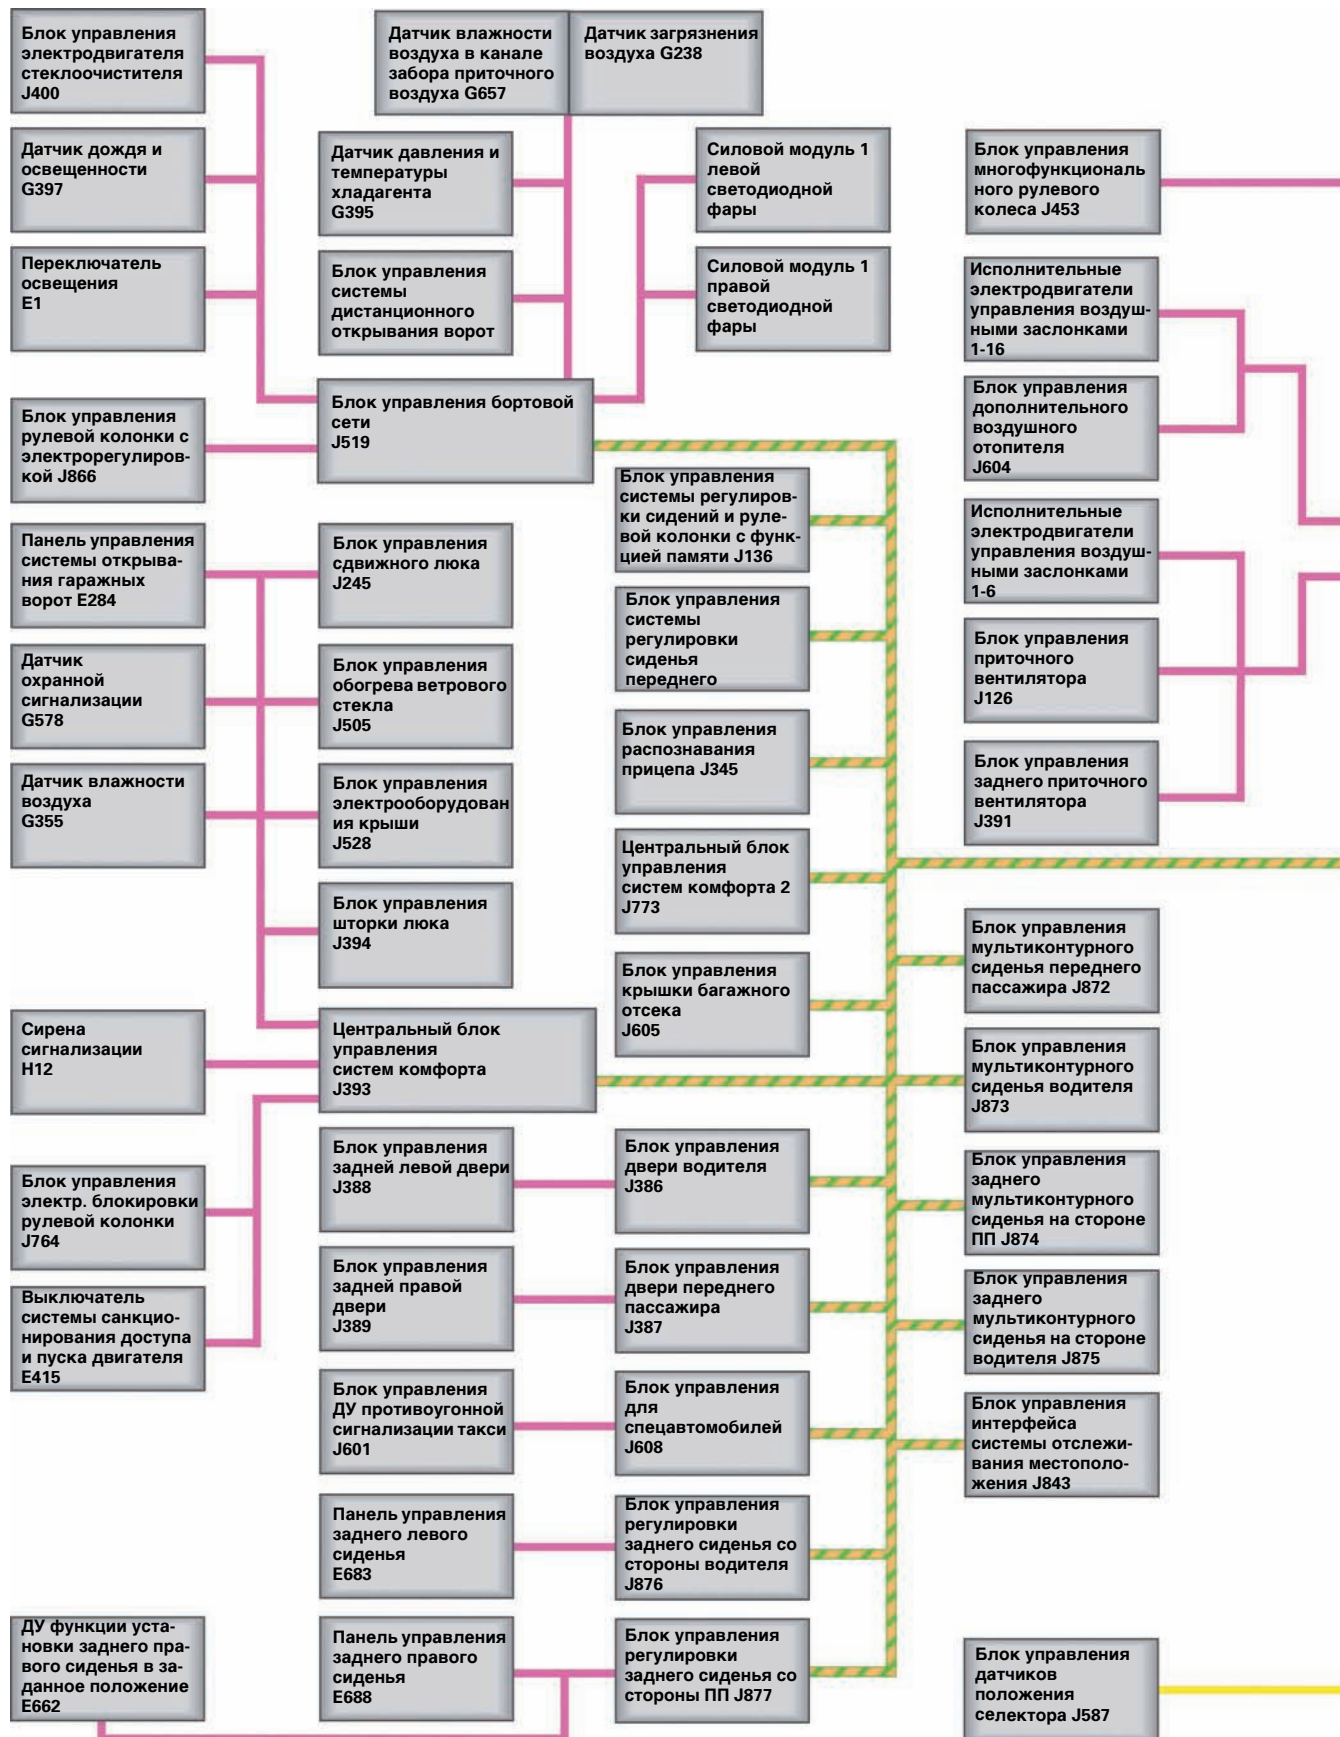 Блок управления
электродвигателя
стеклоочистителя
J400
Датчик влажности
воздуха в канале
забора приточного
воздуха G657
Датчик загрязнения
воздуха G238
Датчик дождя и
освещенности
G397
Датчик давления и
температуры
хладагента
G395
Силовой модуль 1
левой
светодиодной
фары
Блок управления
многофункциональ
ного рулевого
колеса J453
Переключатель
освещения
E1
Блок управления
системы
дистанционного
открывания ворот
Силовой модуль 1
правой
светодиодной
фары
Исполнительные
электродвигатели
управления воздуш-
ными заслонками
1-16
Блок управления
рулевой колонки с
электрорегулиров-
кой J866
Блок управления бортовой
сети
J519
Блок управления
дополнительного
воздушного
отопителя
J604
Блок управления
системы регулиров-
ки сидений и руле-
вой колонки с функ-
цией памяти J136
Исполнительные
электродвигатели
управления воздуш-
ными заслонками
1-6
Панель управления
системы открыва-
ния гаражных
ворот E284
Блок управления
сдвижного люка
J245
Блок управления
системы
регулировки
сиденья
переднего
Блок управления
приточного
вентилятора
J126
Датчик
охранной
сигнализации
G578
Блок управления
обогрева ветрового
стекла
J505
Блок управления
распознавания
прицепа J345
Блок управления
заднего приточного
вентилятора
J391
Датчик влажности
воздуха
G355
Блок управления
электрооборудован
ия крыши
J528
Центральный блок
управления
систем комфорта 2
J773
Блок управления
шторки люка
J394
Блок управления
крышки багажного
отсека
J605
Блок управления
мультиконтурного
сиденья переднего
пассажира J872
Сирена
сигнализации
H12
Центральный блок
управления
систем комфорта
J393
Блок управления
мультиконтурного
сиденья водителя
J873
Блок управления
задней левой двери
J388
Блок управления
двери водителя
J386
Блок управления
заднего
мультиконтурного
сиденья на стороне
ПП J874
Блок управления
электр. блокировки
рулевой колонки
J764
Блок управления
задней правой
двери
J389
Блок управления
двери переднего
пассажира
J387
Блок управления
заднего
мультиконтурного
сиденья на стороне
водителя J875
Выключатель
системы санкцио-
нирования доступа
и пуска двигателя
E415
Блок управления
ДУ противоугонной
сигнализации такси
J601
Блок управления
для
спецавтомобилей
J608
Блок управления
интерфейса
системы отслежи-
вания местополо-
жения J843
Панель управления
заднего левого
сиденья
E683
Блок управления
регулировки
заднего сиденья со
стороны водителя
J876
ДУ функции уста-
новки заднего пра-
вого сиденья в за-
данное положение
E662
Панель управления
заднего правого
сиденья
E688
Блок управления
регулировки
заднего сиденья со
стороны ПП J877
Блок управления
датчиков
положения
селектора J587